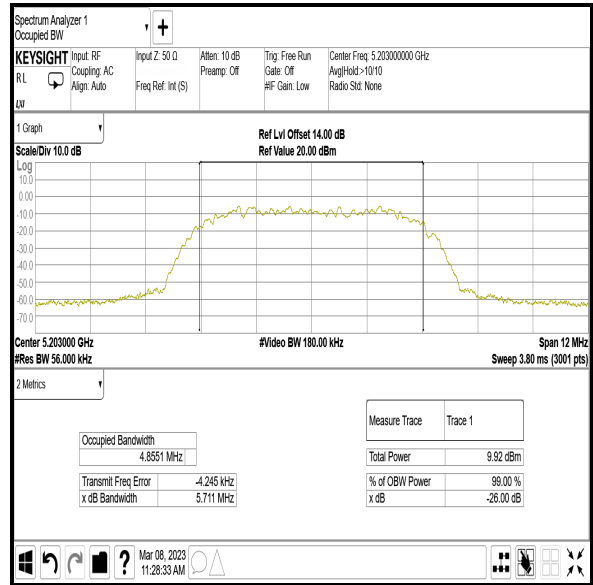 Spectrum Analyzer 1
Occupied BW
▼ +
KEYSIGHT Input: RF Input Z: 50 Ω Atten: 10 dB Trig: Free Run Center Freq: 5.203000000 GHz
RL Coupling: AC Preamp: Off Gate: Off Avg|Hold:>10/10
Align: Auto Freq Ref: Int (S) #IF Gain: Low Radio Std: None
LXI
1 Graph ▼
Ref Lvl Offset 14.00 dB
Scale/Div 10.0 dB Ref Value 20.00 dBm
Log
10.0
0.00
-10.0
-20.0
-30.0
-40.0
-50.0
-60.0
-70.0
Center 5.203000 GHz #Video BW 180.00 kHz Span 12 MHz
#Res BW 56.000 kHz Sweep 3.80 ms (3001 pts)
2 Metrics ▼
Measure Trace Trace 1
Occupied Bandwidth
4.8551 MHz Total Power 9.92 dBm
Transmit Freq Error -4.245 kHz % of OBW Power 99.00 %
x dB Bandwidth 5.711 MHz x dB -26.00 dB
? Mar 08, 2023
11:28:33 AM